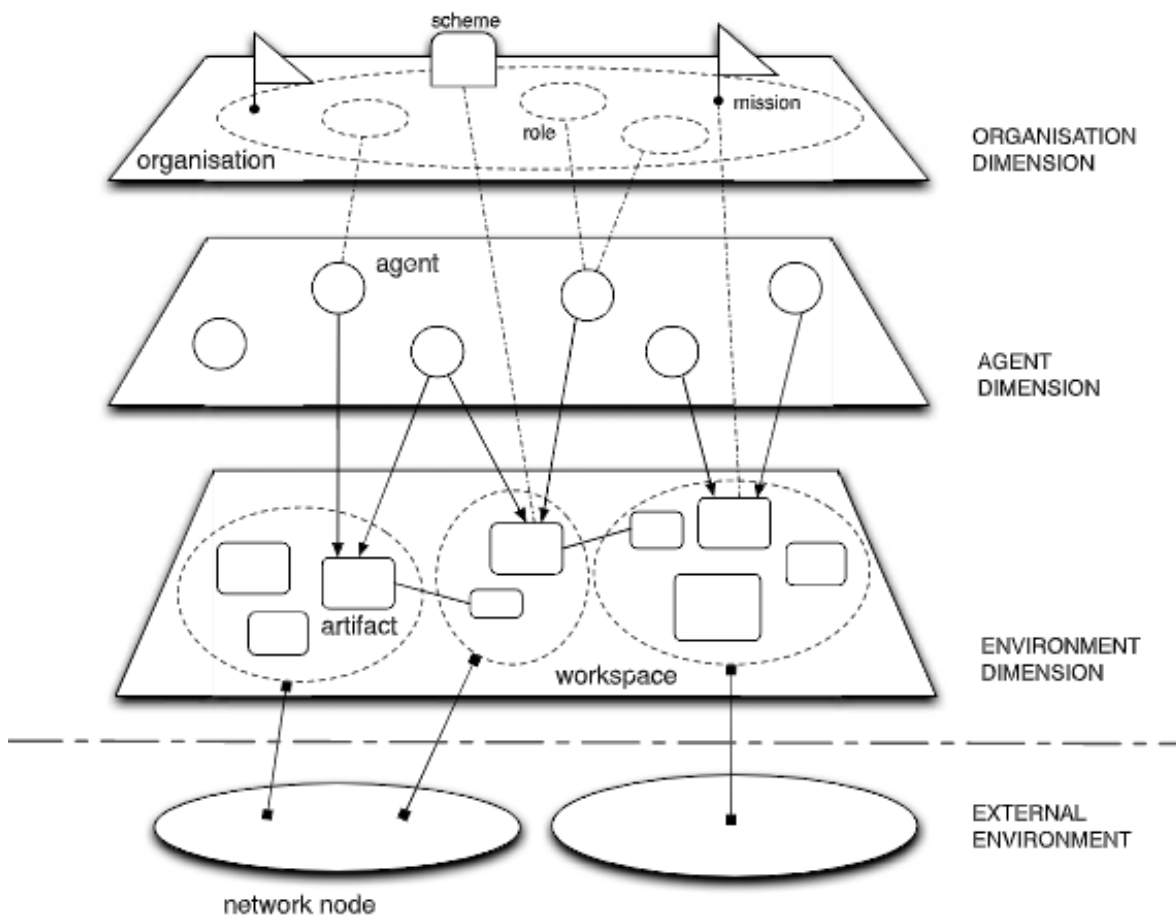 scheme
mission
role
organisation
ORGANISATION
DIMENSION
agent
AGENT
DIMENSION
artifact
workspace
ENVIRONMENT
DIMENSION
EXTERNAL
ENVIRONMENT
network node